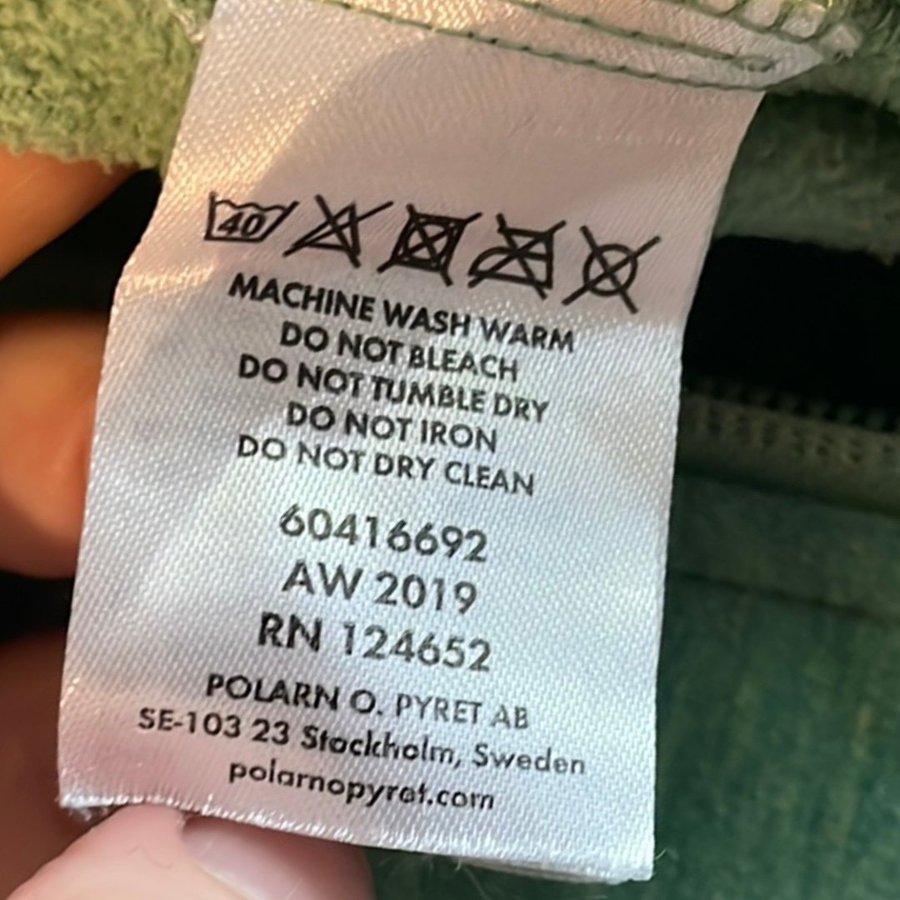 40
MACHINE WASH WARM
DO NOT BLEACH
DO NOT TUMBLE DRY
DO NOT IRON
DO NOT DRY CLEAN
60416692
AW 2019
RN 124652
POLARN O. PYRET AB
SE-103 23 Stockholm, Sweden
polarnopyret.com